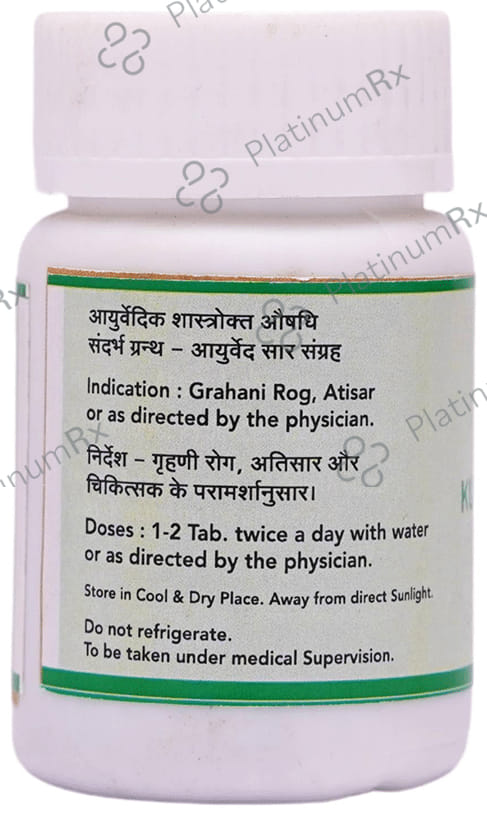 आयुर्वेदिक शास्त्रोक्त औषधि
संदर्भ ग्रन्थ – आयुर्वेद सार संग्रह
Indication : Grahani Rog, Atisar
or as directed by the physician.
निर्देश – गृहणी रोग, अतिसार और
चिकित्सक के परामर्शानुसार।
Doses : 1-2 Tab. twice a day with water
or as directed by the physician.
Store in Cool & Dry Place. Away from direct Sunlight.
Do not refrigerate.
To be taken under medical Supervision.
PlatinumRx
PlatinumRx